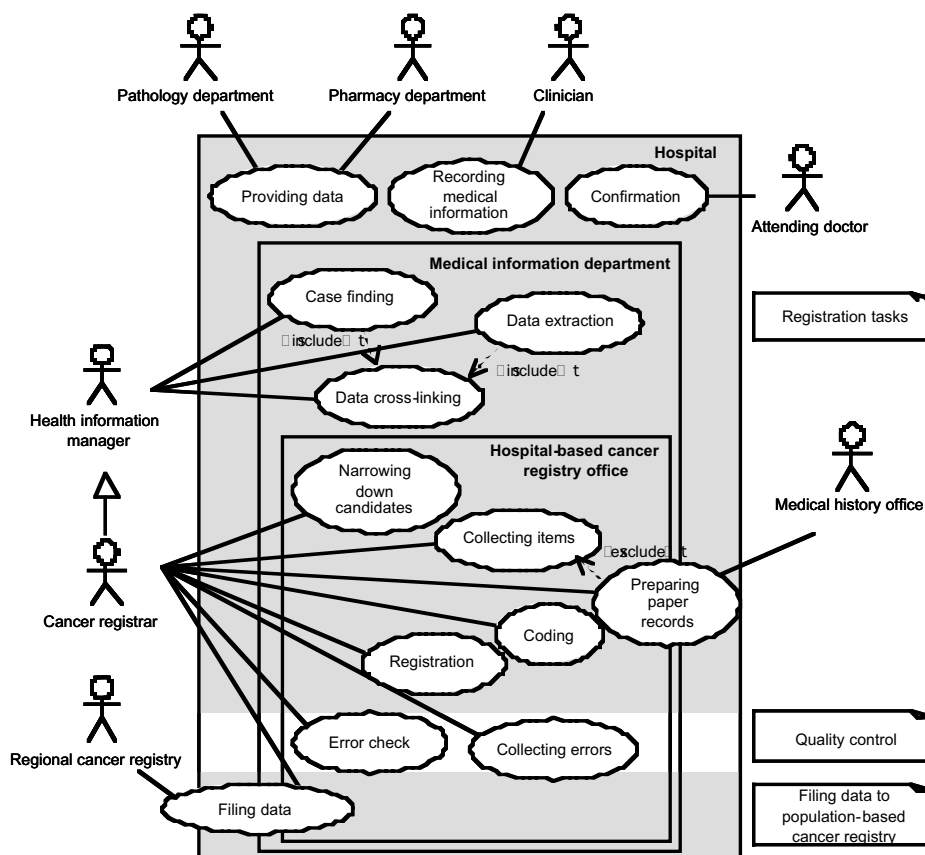 Pathology department
Pharmacy department
Clinician
Hospital
Providing data
Recording
medical
information
Confirmation
Attending doctor
Medical information department
Case finding
Data extraction
Registration tasks
Data cross-linking
Health information
manager
Hospital-based cancer
registry office
Narrowing
down
candidates
Medical history office
Collecting items
Preparing
paper
records
Cancer registrar
Coding
Registration
Regional cancer registry
Error check
Collecting errors
Quality control
Filing data
Filing data to
population-based
cancer registry